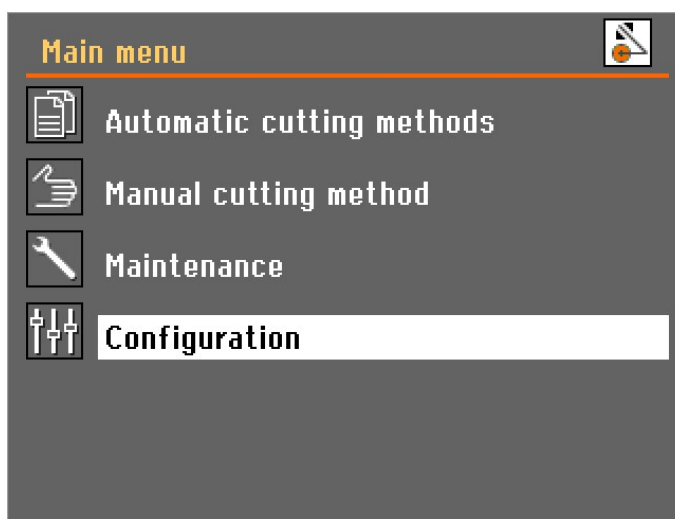 Main menu
Automatic cutting methods
Manual cutting method
Maintenance
Configuration